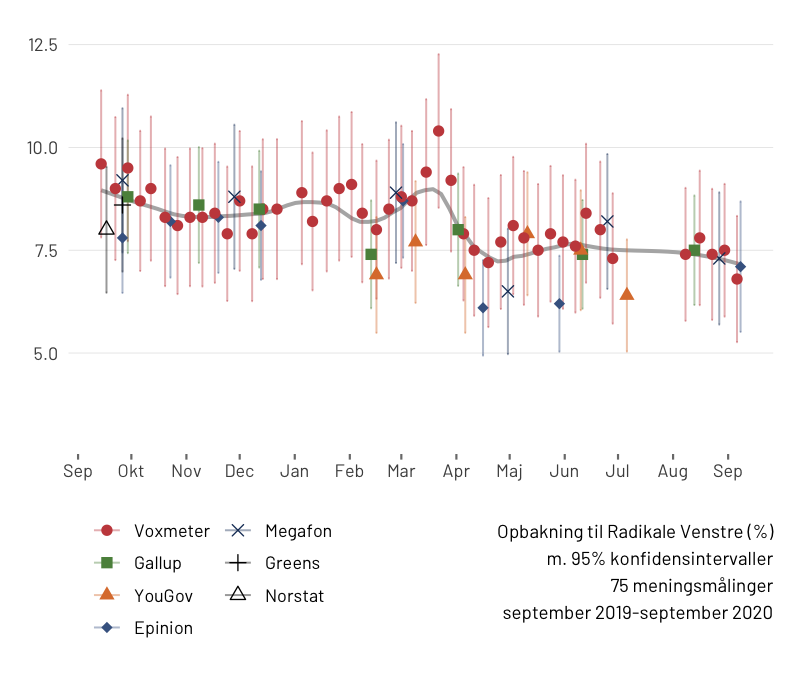 12.5
10.0
7.5
5.0
Sep Okt Nov Dec Jan Feb Mar Apr Maj Jun Jul Aug Sep
Voxmeter Megafon
Gallup Greens
YouGov Norstat
Epinion
Opbakning til Radikale Venstre (%)
m. 95% konfidensintervaller
75 meningsmålinger
september 2019-september 2020